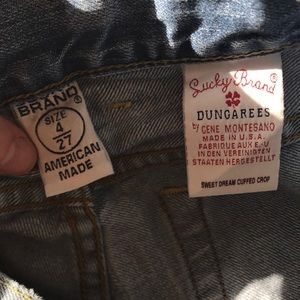 BRAND
SIZE
4
27
AMERICAN
MADE
Lucky Brand
DUNGAREES
by GENE MONTESANO
MADE IN U.S.A.
FABRIQUE AUX E-U
IN DEN VEREINIGTEN
STAATEN HERGESTELLT
SWEET DREAM CUFFED CROP